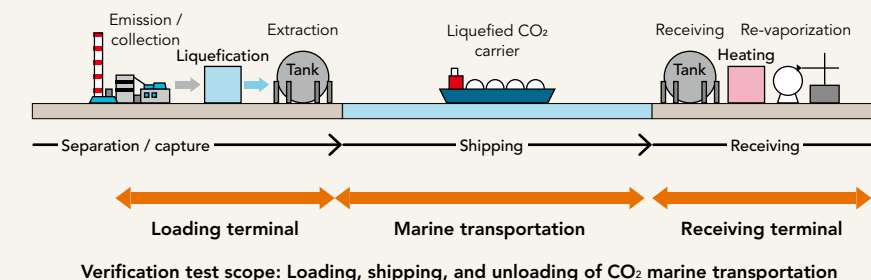 Emission /
collection
Liquefication
Extraction
Tank
Liquefied CO₂
carrier
Receiving
Re-vaporization
Heating
Tank
Separation / capture
Shipping
Receiving
Loading terminal
Marine transportation
Receiving terminal
Verification test scope: Loading, shipping, and unloading of CO₂ marine transportation